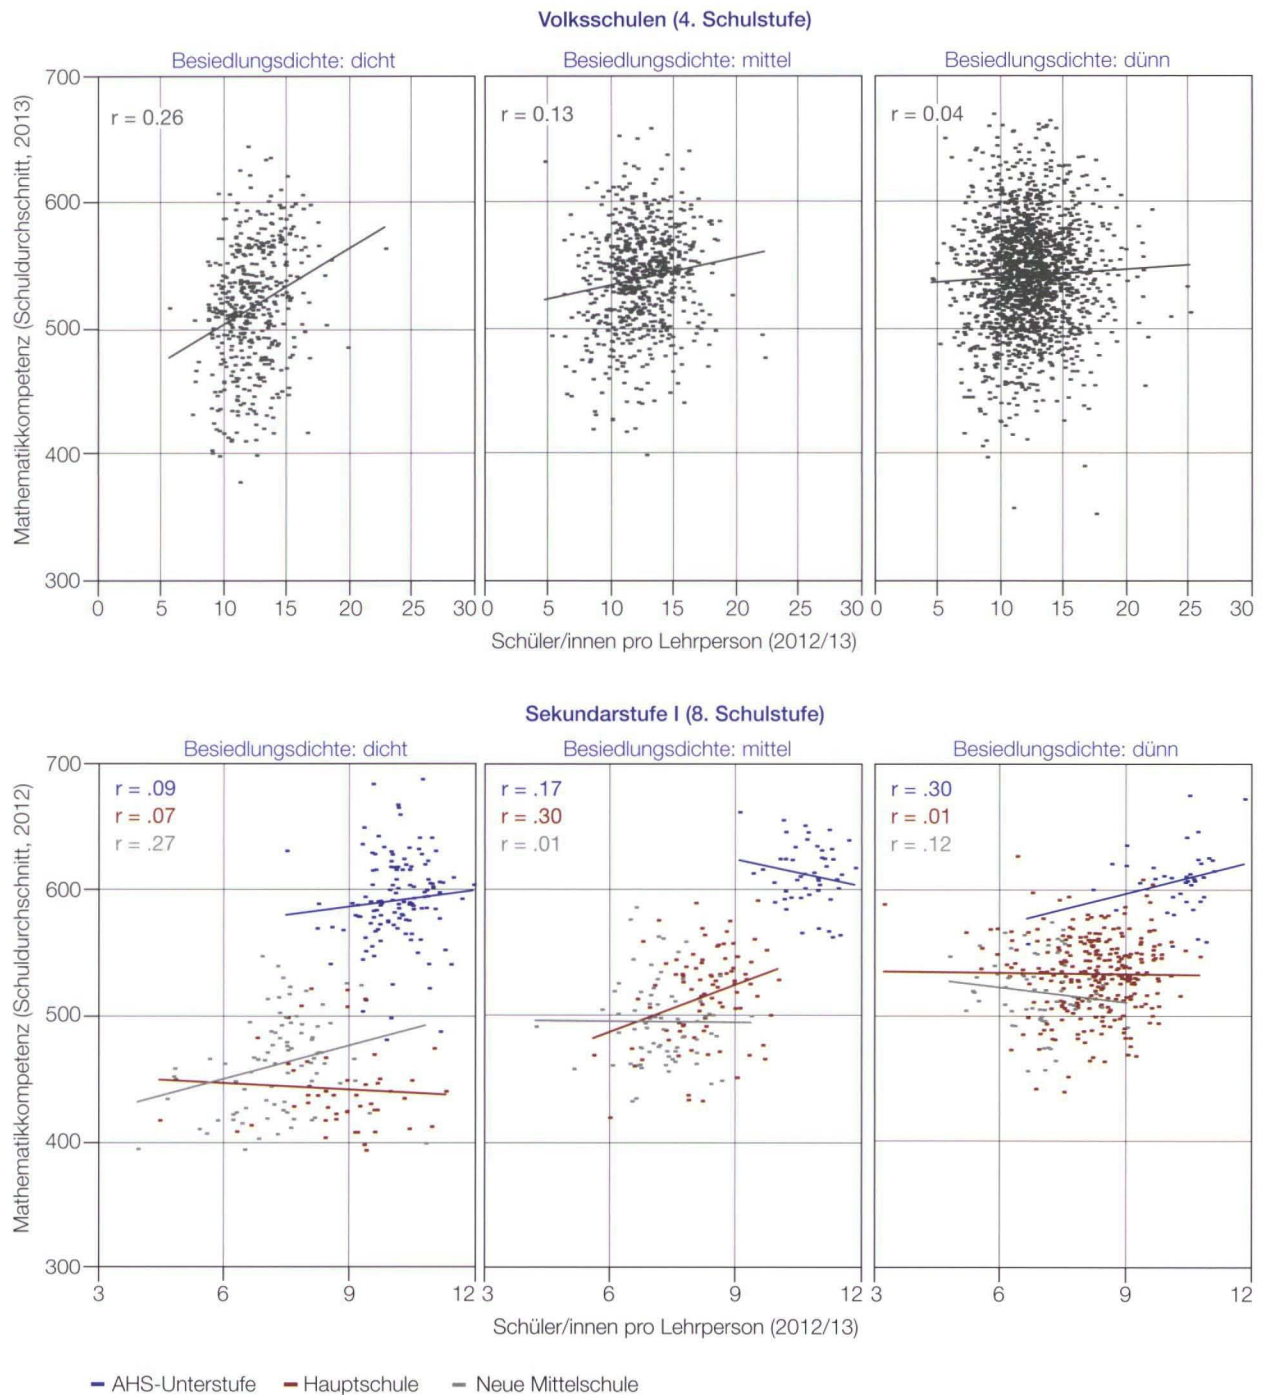 Volksschulen (4. Schulstufe)
Besiedlungsdichte: dicht
Besiedlungsdichte: mittel
Besiedlungsdichte: dünn
Mathematikkompetenz (Schuldurchschnitt, 2013)
700
600
500
400
300
r = 0.26
r = 0.13
r = 0.04
0 5 10 15 20 25 30
0 5 10 15 20 25 30
0 5 10 15 20 25 30
Schüler/innen pro Lehrperson (2012/13)
Sekundarstufe I (8. Schulstufe)
Besiedlungsdichte: dicht
Besiedlungsdichte: mittel
Besiedlungsdichte: dünn
Mathematikkompetenz (Schuldurchschnitt, 2012)
700
600
500
400
300
r = .09
r = .07
r = .27
r = .17
r = .30
r = .01
r = .30
r = .01
r = .12
3 6 9 12
3 6 9 12
3 6 9 12
Schüler/innen pro Lehrperson (2012/13)
AHS-Unterstufe Hauptschule Neue Mittelschule